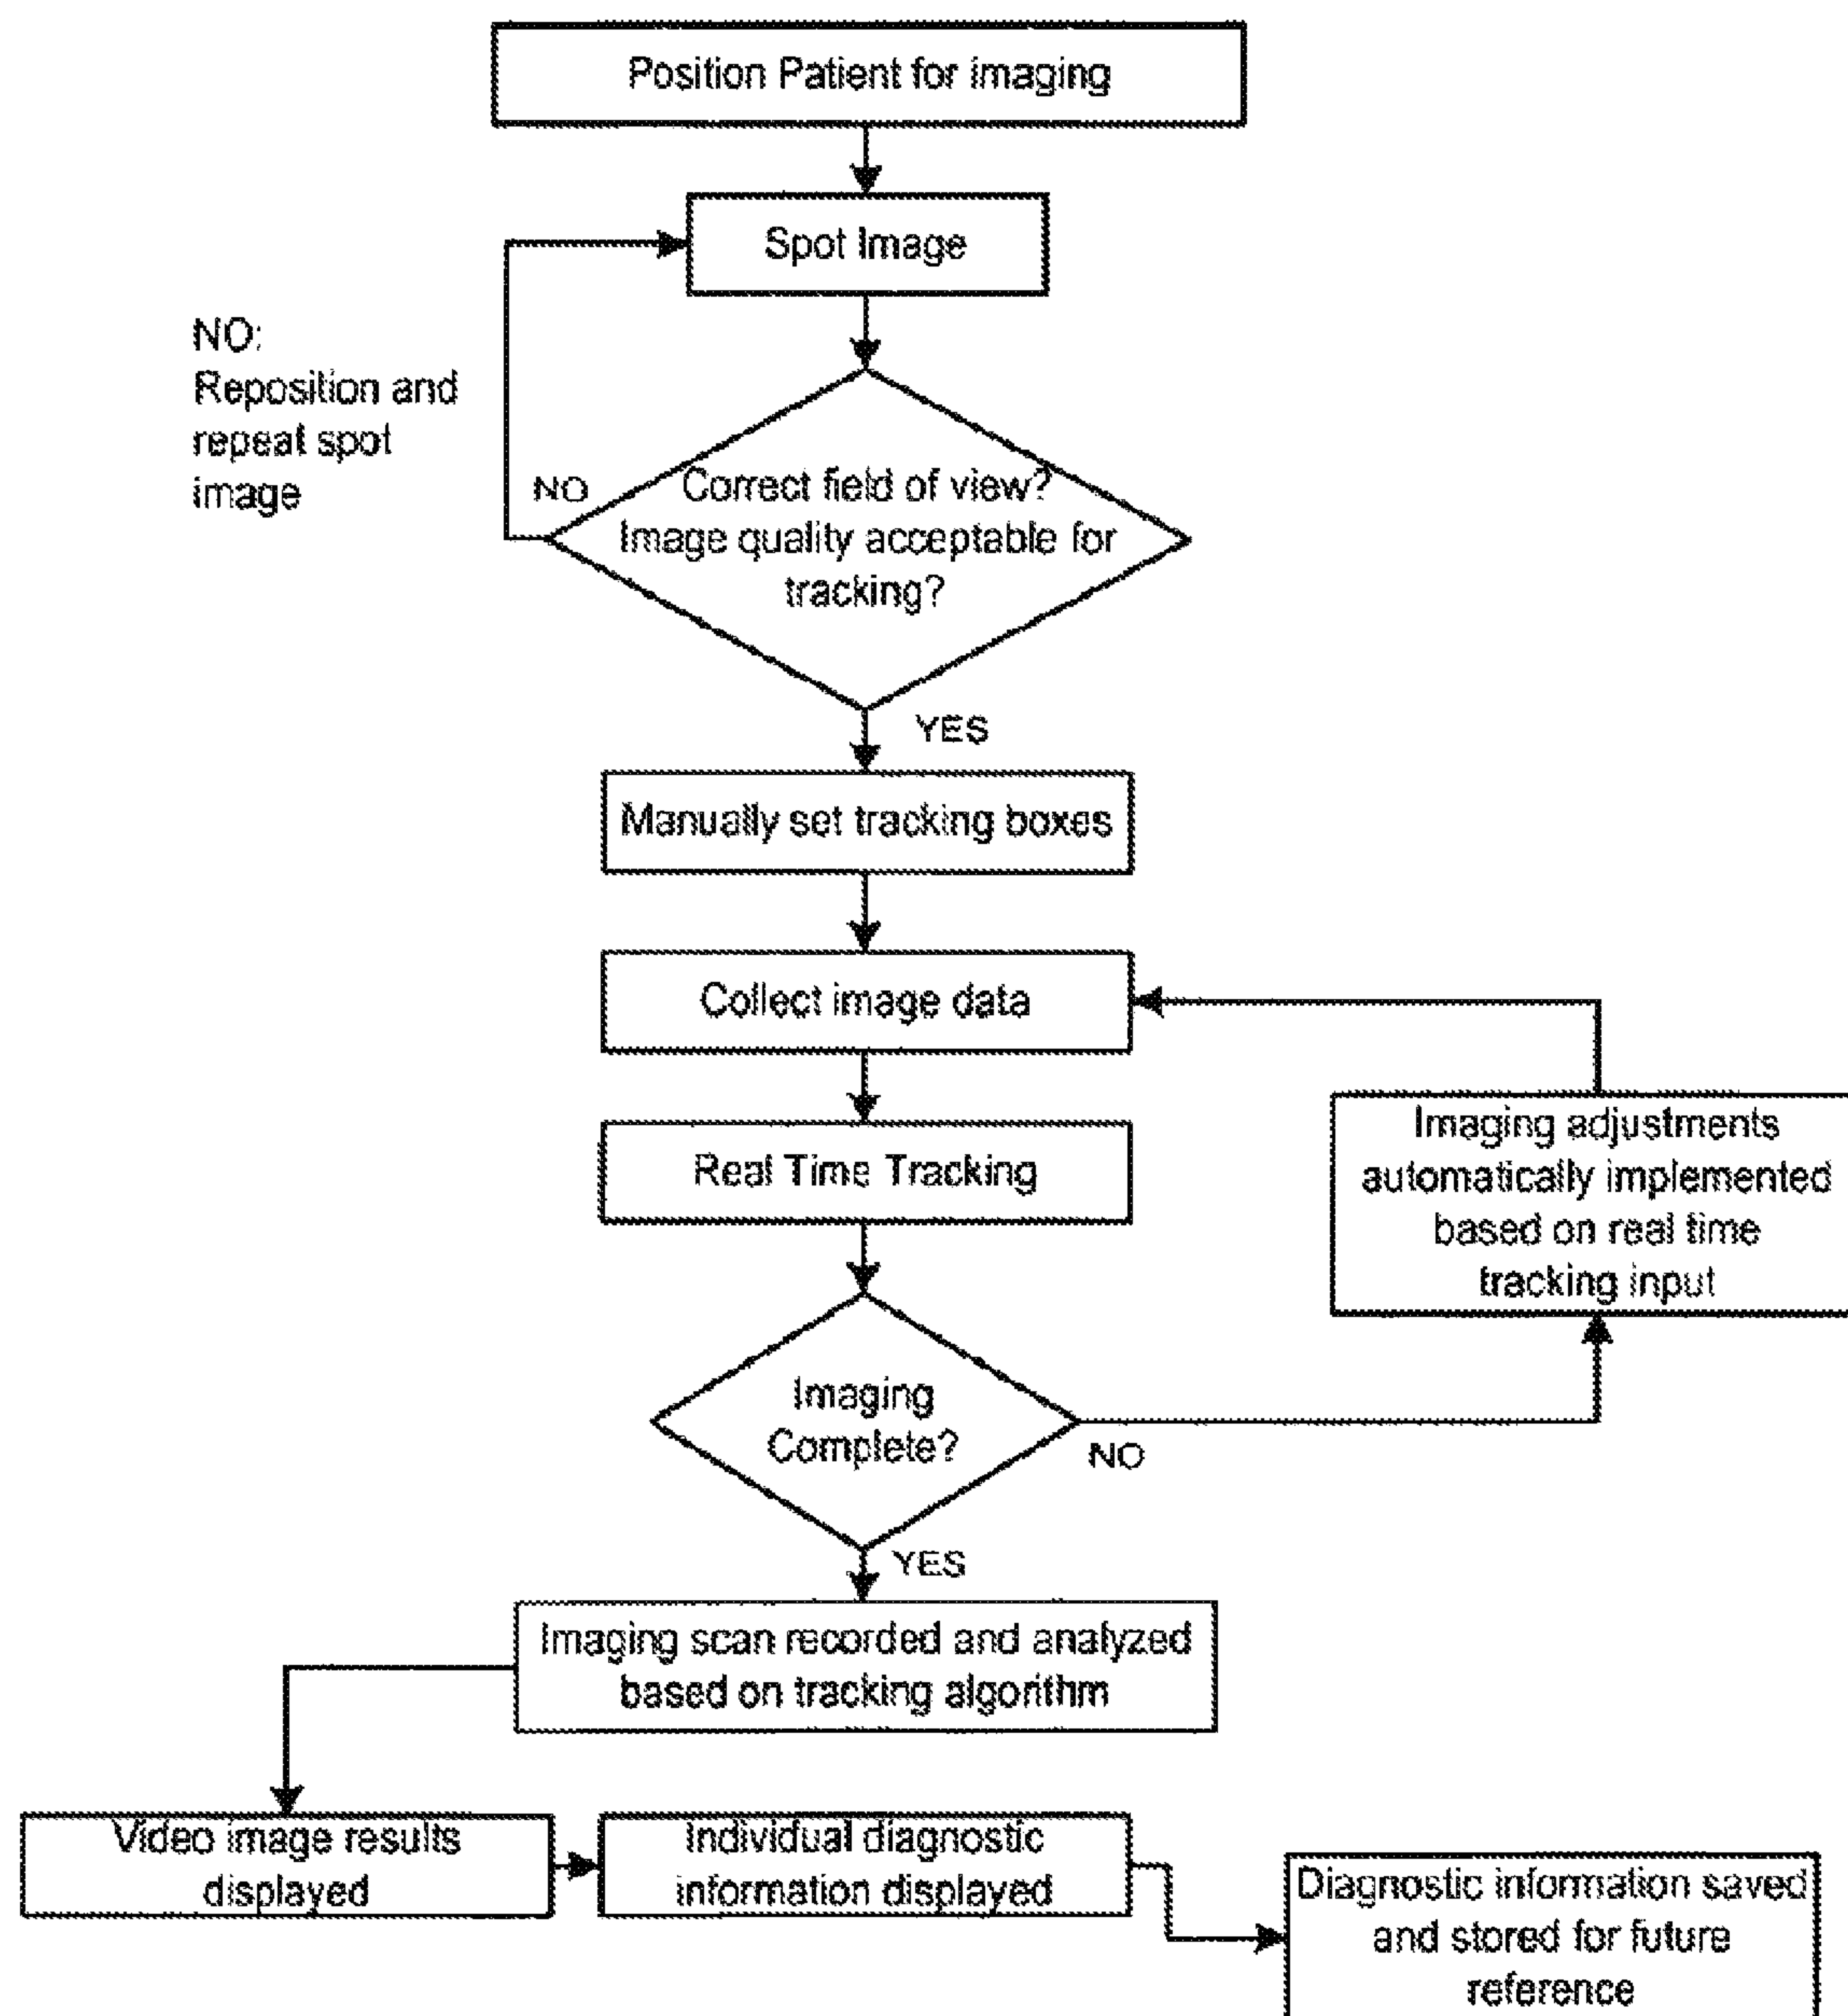 Position Patient for imaging
Spot Image
NO:
Reposition and
repeat spot
image
NO
Correct field of view?
Image quality acceptable for
tracking?
YES
Manually set tracking boxes
Collect image data
Real Time Tracking
Imaging adjustments
automatically implemented
based on real time
tracking input
Imaging
Complete?
NO
YES
Imaging scan recorded and analyzed
based on tracking algorithm
Video image results
displayed
Individual diagnostic
information displayed
Diagnostic information saved
and stored for future
reference